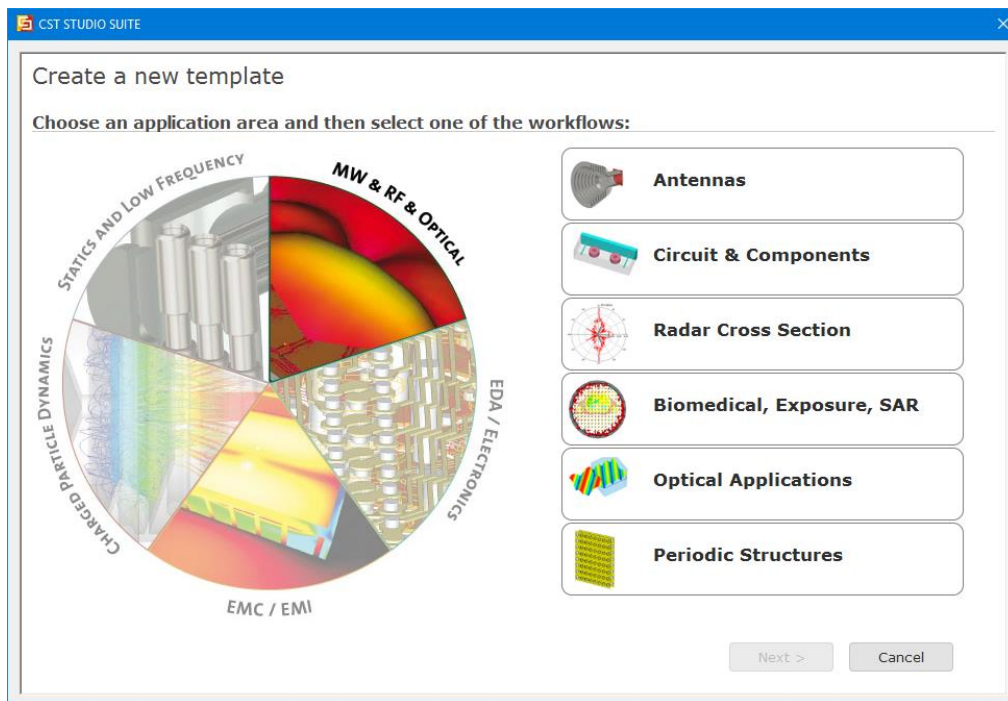 CST STUDIO SUITE
Create a new template
Choose an application area and then select one of the workflows:
STATICS AND LOW FREQUENCY
MW & RF & OPTICAL
EDA / ELECTRONICS
EMC / EMI
CHARGED PARTICLE DYNAMICS
Antennas
Circuit & Components
Radar Cross Section
Biomedical, Exposure, SAR
Optical Applications
Periodic Structures
Next >
Cancel